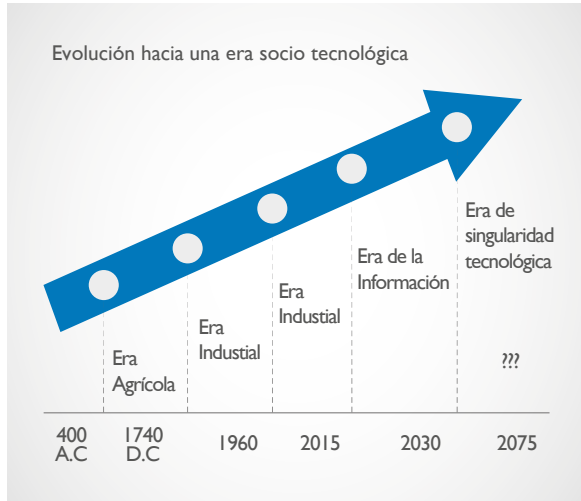 Evolución hacia una era socio tecnológica
Era
Agrícola
Era
Industial
Era
Industial
Era de la
Información
Era de
singularidad
tecnológica
???
400
A.C
1740
D.C
1960
2015
2030
2075